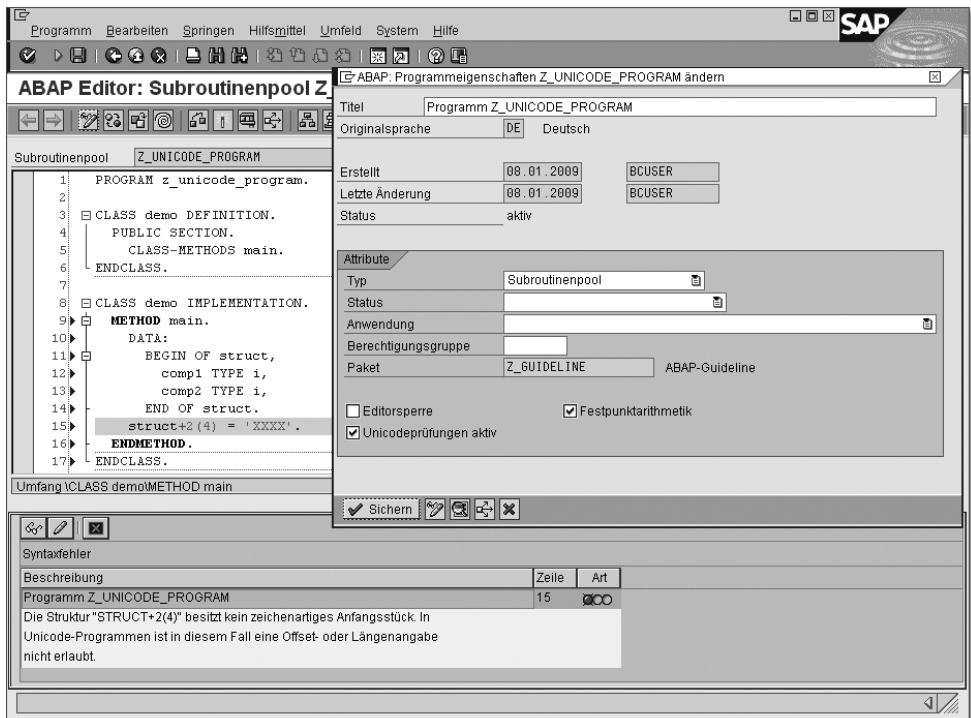 Programm Bearbeiten Springen Hilfsmittel Umfeld System Hilfe
SAP
ABAP Editor: Subroutinenpool Z_
Subroutinenpool Z_UNICODE_PROGRAM
1 PROGRAM z_unicode_program.
2
3 CLASS demo DEFINITION.
4 PUBLIC SECTION.
5 CLASS-METHODS main.
6 ENDCLASS.
7
8 CLASS demo IMPLEMENTATION.
9 METHOD main.
10 DATA:
11 BEGIN OF struct,
12 comp1 TYPE i,
13 comp2 TYPE i,
14 END OF struct.
15 struct+2(4) = 'XXXX'.
16 ENDMETHOD.
17 ENDCLASS.
Umfang \CLASS demo\METHOD main
ABAP: Programmeigenschaften Z_UNICODE_PROGRAM ändern
Titel Programm Z_UNICODE_PROGRAM
Originalsprache DE Deutsch
Erstellt 08.01.2009 BCUSER
Letzte Änderung 08.01.2009 BCUSER
Status aktiv
Attribute
Typ Subroutinenpool
Status
Anwendung
Berechtigungsgruppe
Paket Z_GUIDELINE ABAP-Guideline
Editorsperre Festpunktarithmetik
Unicodeprüfungen aktiv
Sichern
Syntaxfehler
Beschreibung Zeile Art
Programm Z_UNICODE_PROGRAM 15
Die Struktur "STRUCT+2(4)" besitzt kein zeichenartiges Anfangsstück. In
Unicode-Programmen ist in diesem Fall eine Offset- oder Längenangabe
nicht erlaubt.